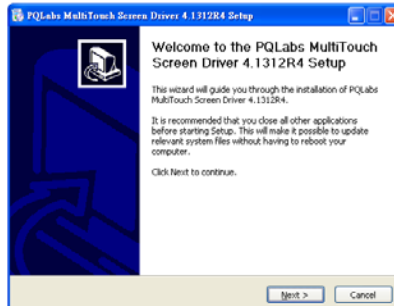 PQLabs MultiTouch Screen Driver 4.1312R4 Setup
Welcome to the PQLabs MultiTouch
Screen Driver 4.1312R4 Setup
This wizard will guide you through the installation of PQLabs
MultiTouch Screen Driver 4.1312R4.
It is recommended that you close all other applications
before starting Setup. This will make it possible to update
relevant system files without having to reboot your
computer.
Click Next to continue.
Next >
Cancel